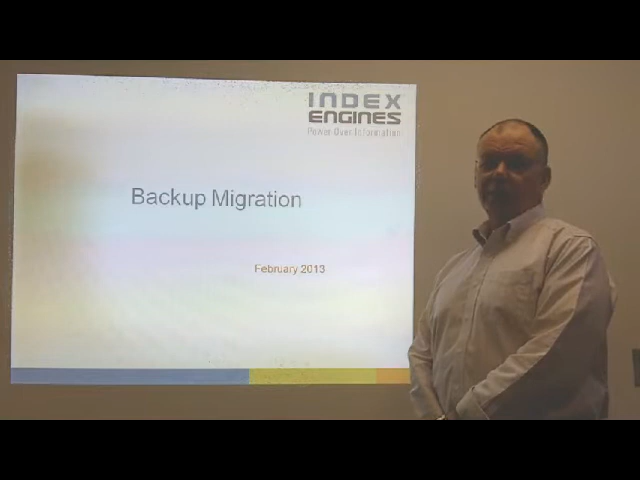 INDEX
ENGINES
Power Over Information
Backup Migration
February 2013